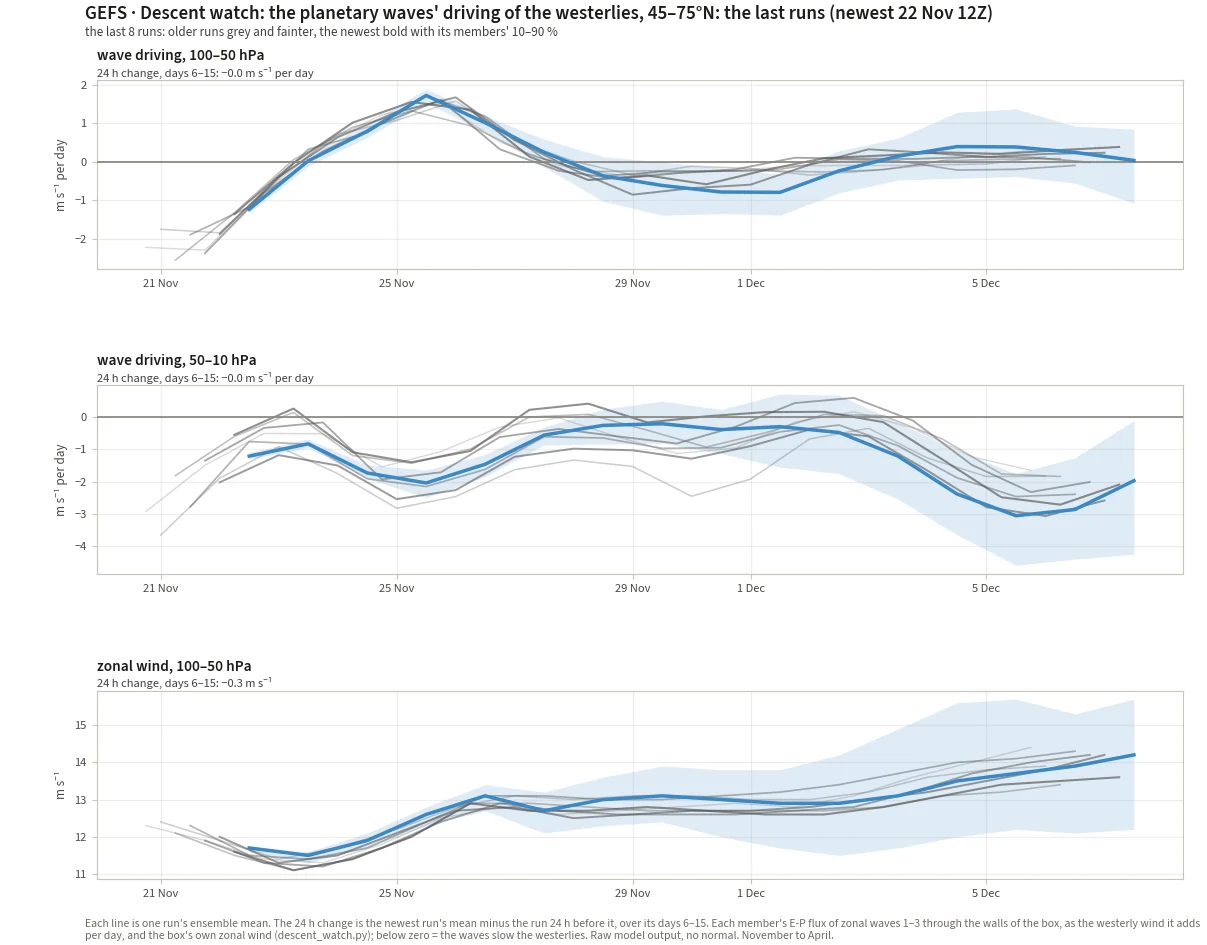 GEFS · Descent watch: the planetary waves' driving of the westerlies, 45–75°N: the last runs (newest 22 Nov 12Z)
the last 8 runs: older runs grey and fainter, the newest bold with its members' 10–90 %
wave driving, 100–50 hPa
24 h change, days 6–15: −0.0 m s⁻¹ per day
2
1
0
−1
−2
m s⁻¹ per day
21 Nov
25 Nov
29 Nov
1 Dec
5 Dec
wave driving, 50–10 hPa
24 h change, days 6–15: −0.0 m s⁻¹ per day
0
−1
−2
−3
−4
m s⁻¹ per day
21 Nov
25 Nov
29 Nov
1 Dec
5 Dec
zonal wind, 100–50 hPa
24 h change, days 6–15: −0.3 m s⁻¹
15
14
13
12
11
m s⁻¹
21 Nov
25 Nov
29 Nov
1 Dec
5 Dec
Each line is one run's ensemble mean. The 24 h change is the newest run's mean minus the run 24 h before it, over its days 6–15. Each member's E-P flux of zonal waves 1–3 through the walls of the box, as the westerly wind it adds
per day, and the box's own zonal wind (descent_watch.py); below zero = the waves slow the westerlies. Raw model output, no normal. November to April.